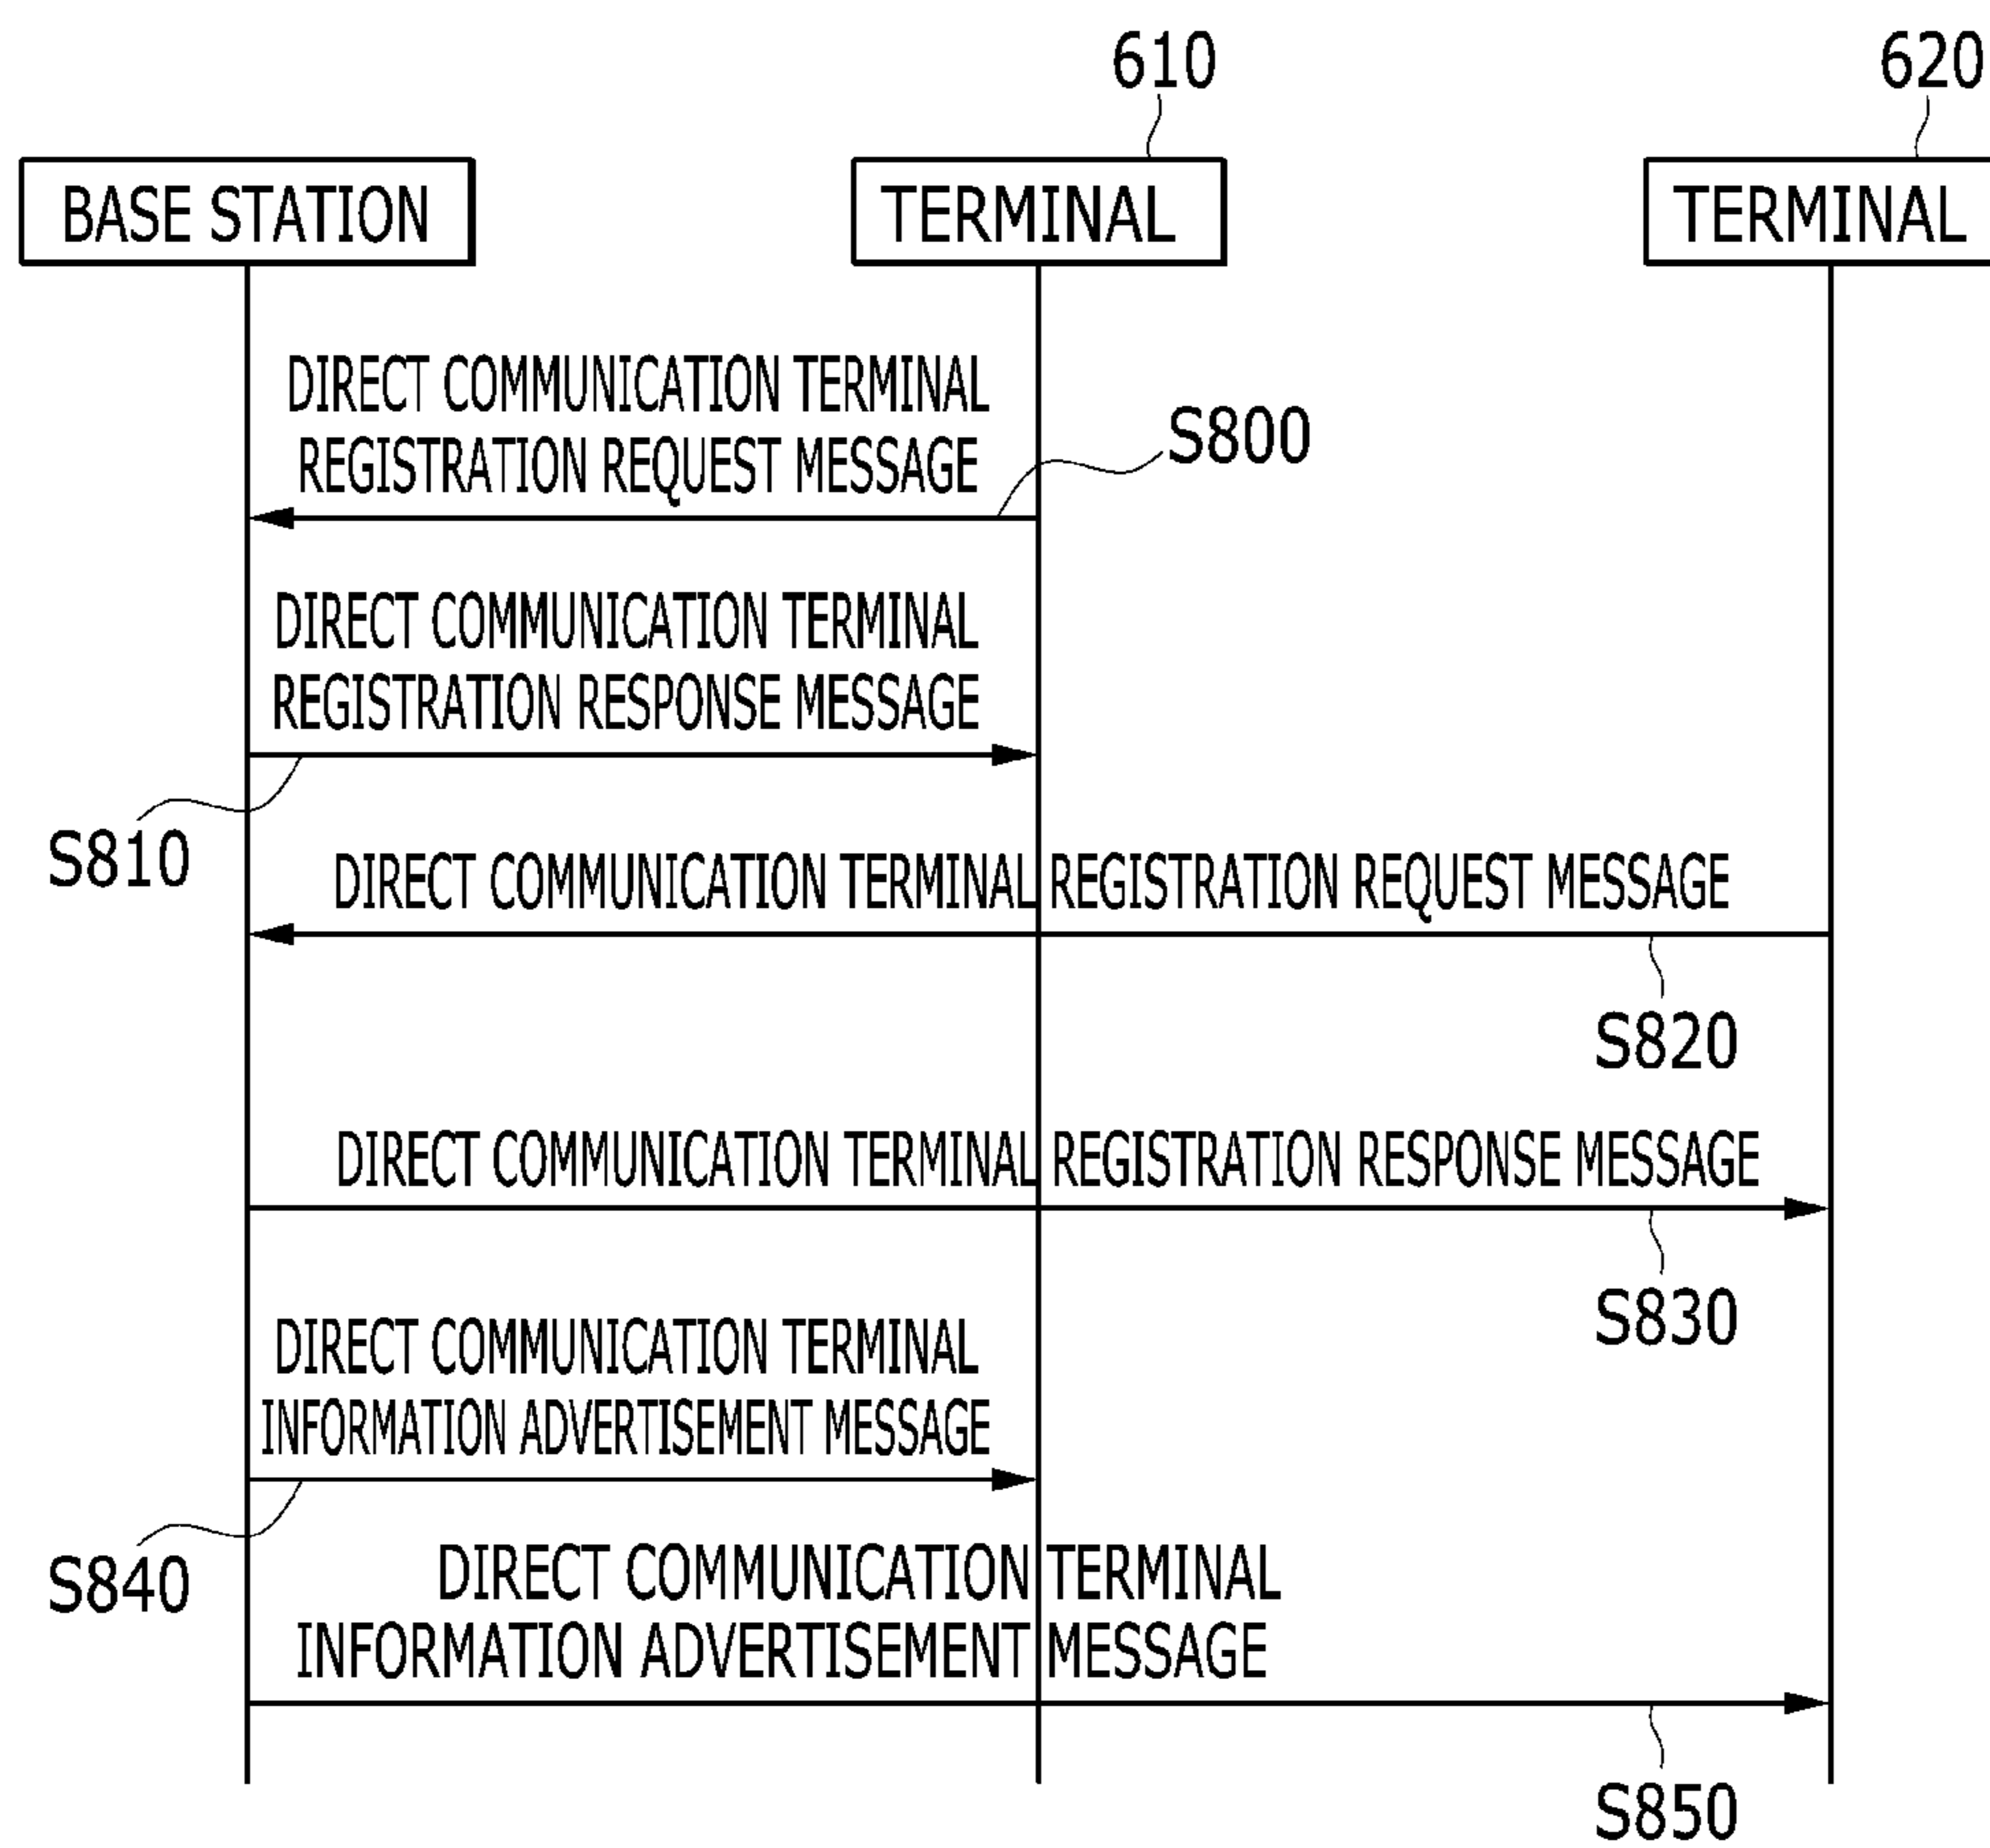 610
620
BASE STATION
TERMINAL
TERMINAL
DIRECT COMMUNICATION TERMINAL
REGISTRATION REQUEST MESSAGE
S800
DIRECT COMMUNICATION TERMINAL
REGISTRATION RESPONSE MESSAGE
S810
DIRECT COMMUNICATION TERMINAL REGISTRATION REQUEST MESSAGE
S820
DIRECT COMMUNICATION TERMINAL REGISTRATION RESPONSE MESSAGE
S830
DIRECT COMMUNICATION TERMINAL
INFORMATION ADVERTISEMENT MESSAGE
S840
DIRECT COMMUNICATION TERMINAL
INFORMATION ADVERTISEMENT MESSAGE
S850